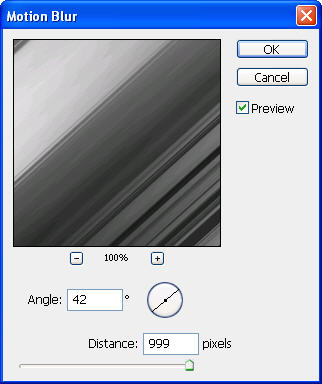 Motion Blur
OK
Cancel
Preview
100%
Angle: 42 °
Distance: 999 pixels